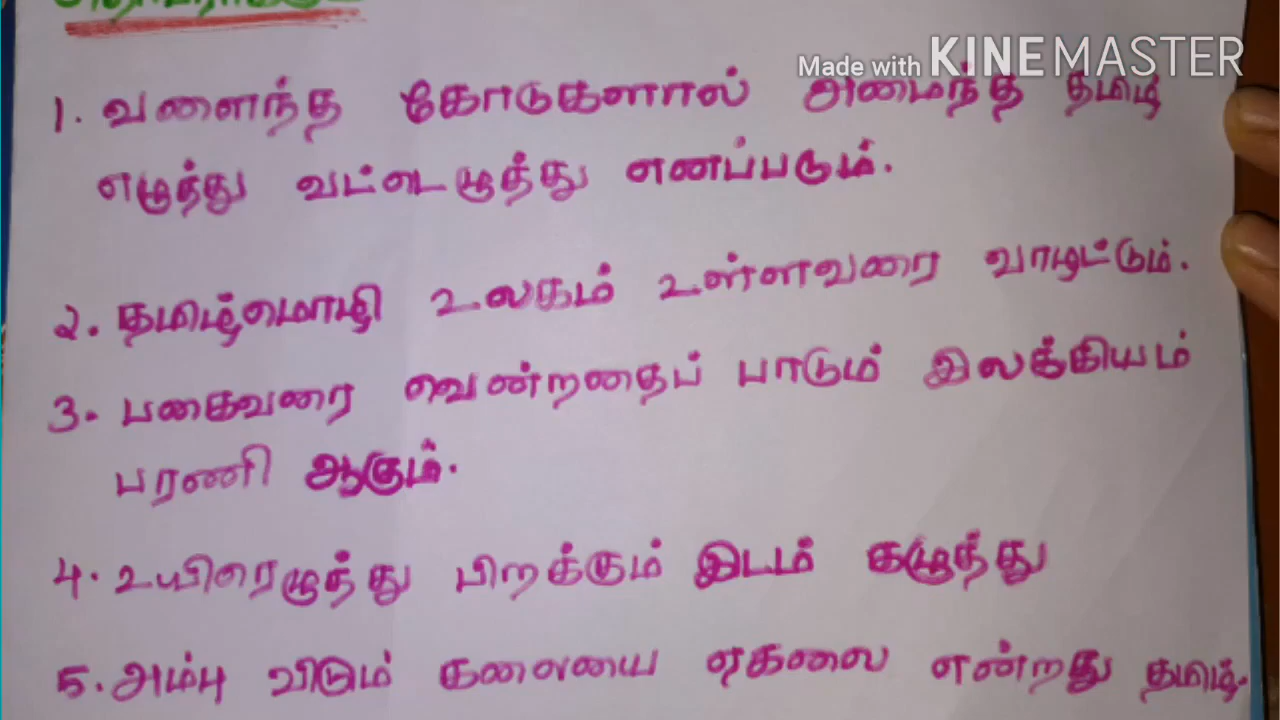 Made with KINEMASTER
1. வளைந்த கோடுகளால் அமைந்த தமிழ்
எழுத்து வட்டெழுத்து எனப்படும்.
2. தமிழ்மொழி உலகம் உள்ளவரை வாழட்டும்.
3. பகைவரை வென்றதைப் பாடும் இலக்கியம்
பரணி ஆகும்.
4. உயிரெழுத்து பிறக்கும் இடம் கழுத்து
5. அம்பு விடும் கலையை ஏகலை என்றது தமிழ்.